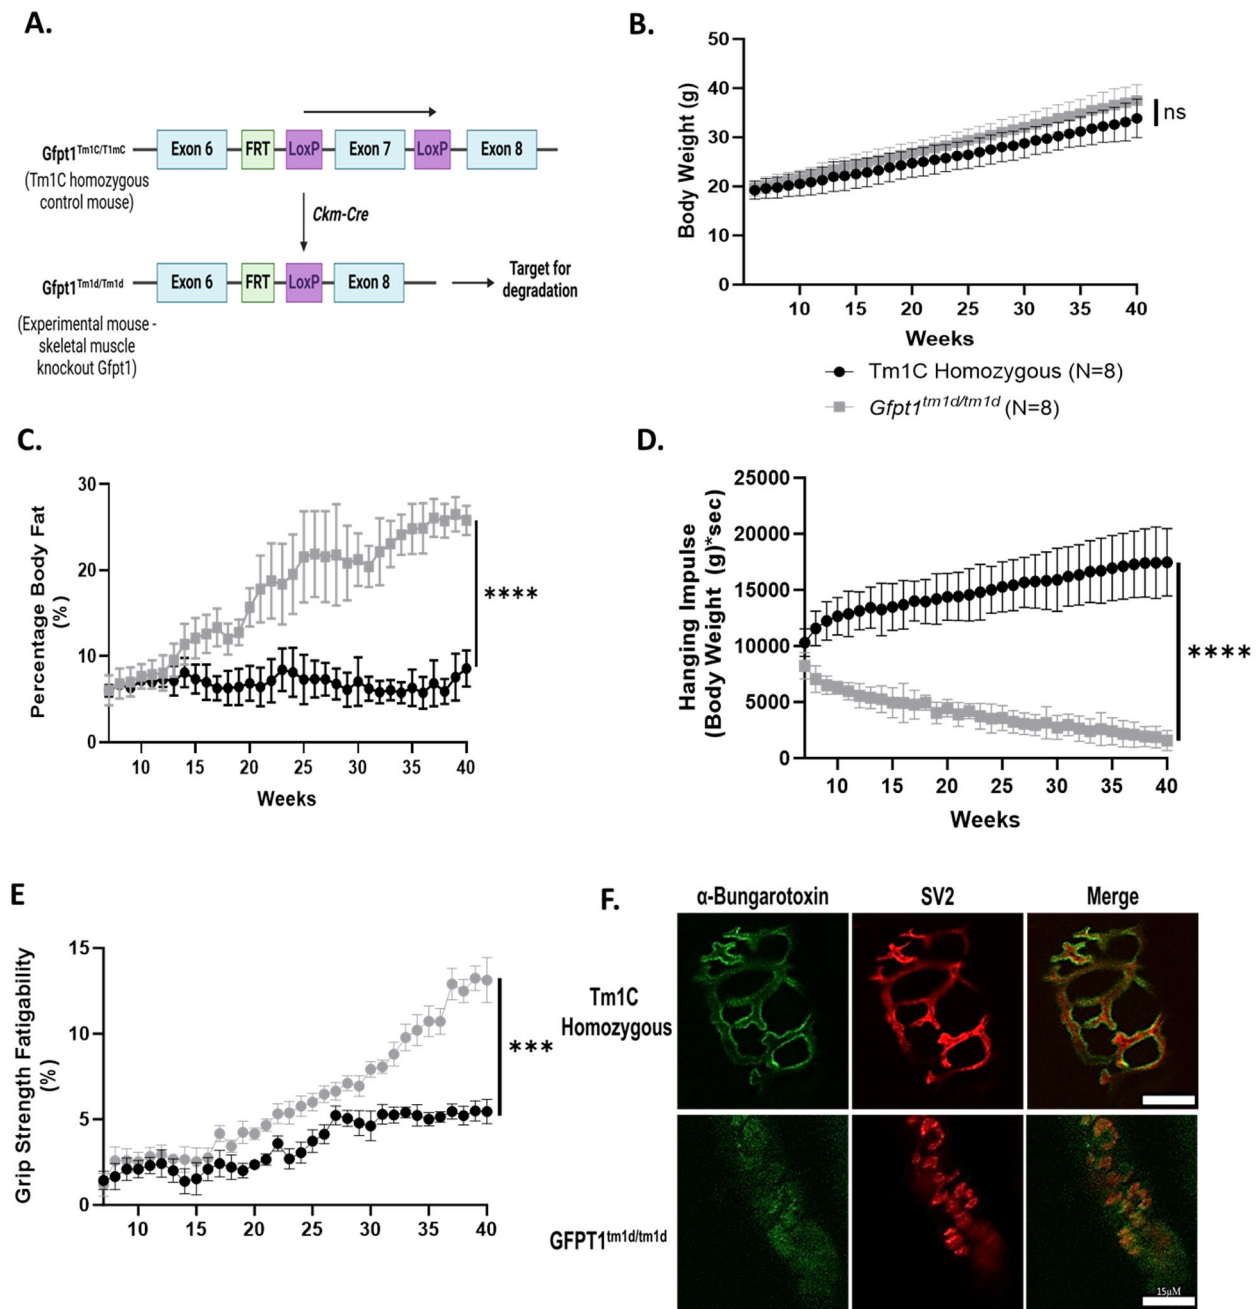 A.
Exon 6 FRT LoxP Exon 7 LoxP Exon 8
Gfpt1Tm1C/T1mC
(Tm1C homozygous
control mouse)
Ckm-Cre
Exon 6 FRT LoxP Exon 8
Gfpt1Tm1d/Tm1d
Target for
degradation
(Experimental mouse -
skeletal muscle
knockout Gfpt1)
B.
Body Weight (g)
50
40
30
20
10
0
ns
10 15 20 25 30 35 40
Weeks
Tm1C Homozygous (N=8)
Gfpt1tm1d/tm1d (N=8)
C.
Percentage Body Fat
(%)
30
20
10
0
****
10 15 20 25 30 35 40
Weeks
D.
Hanging Impulse
(Body Weight (g)*sec)
25000
20000
15000
10000
5000
0
****
10 15 20 25 30 35 40
Weeks
E
Grip Strength Fatigability
(%)
15
10
5
0
***
10 15 20 25 30 35 40
F.
α-Bungarotoxin SV2 Merge
Tm1C
Homozygous
GFPT1tm1d/tm1d
15μM